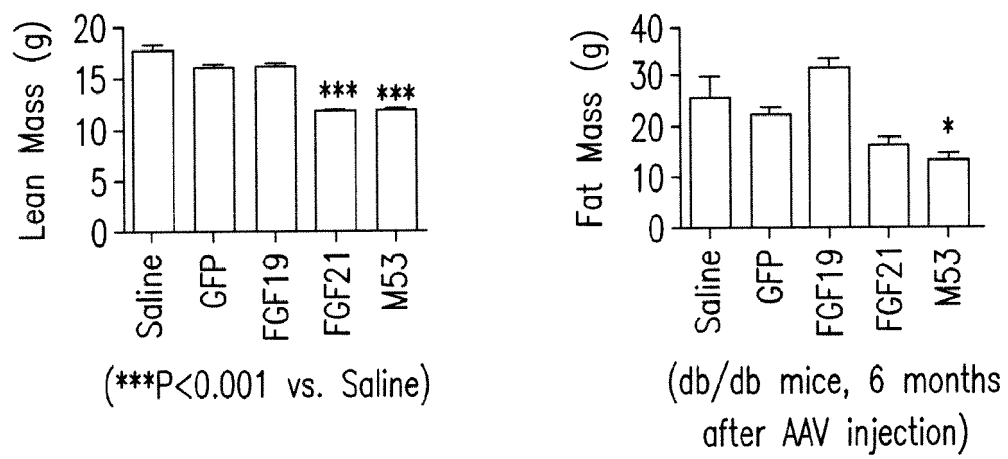 Lean Mass (g)
20
15
10
5
0
*** ***
Saline
GFP
FGF19
FGF21
M53
(***P<0.001 vs. Saline)
Fat Mass (g)
40
30
20
10
0
*
Saline
GFP
FGF19
FGF21
M53
(db/db mice, 6 months
after AAV injection)